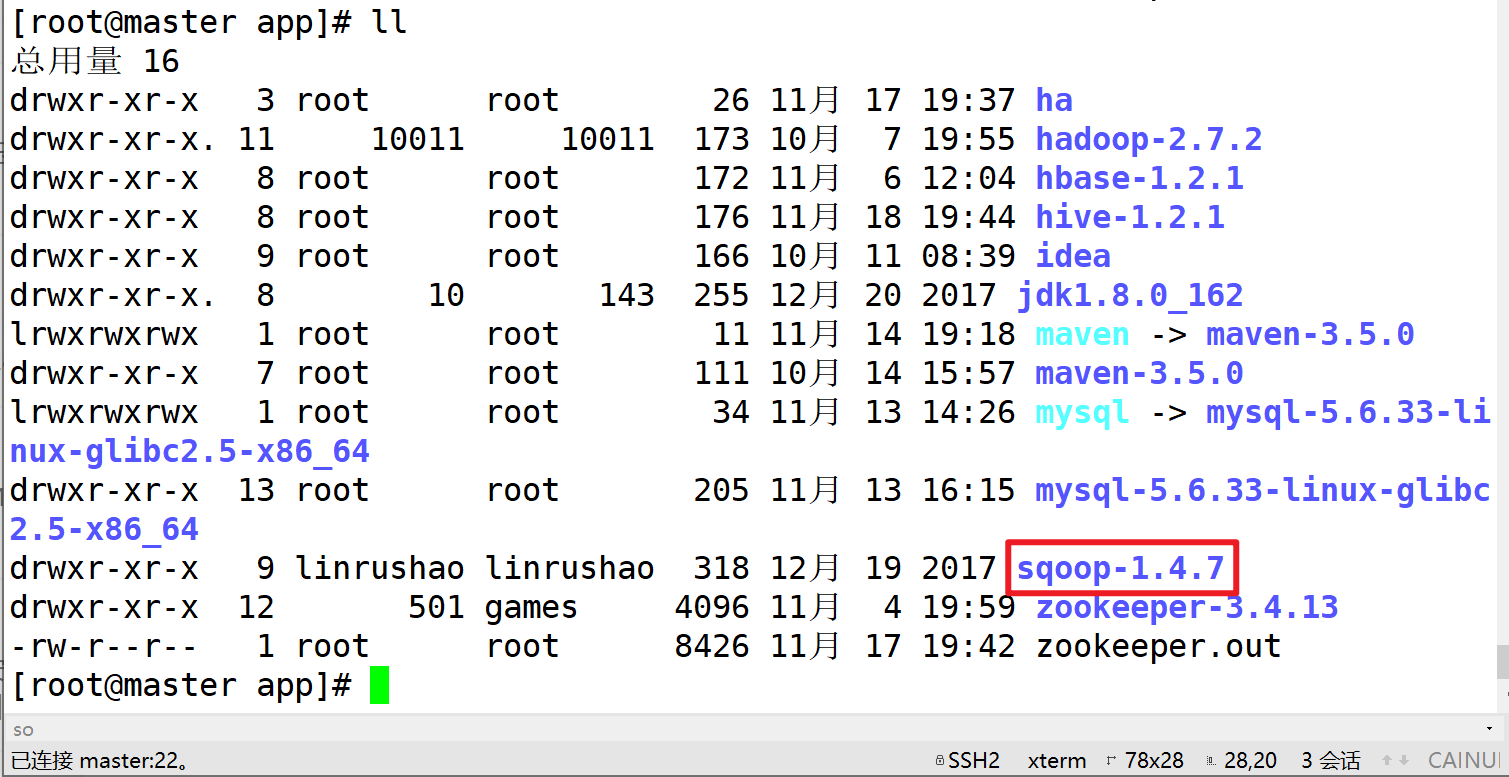 [root@master app]# ll
总用量 16
drwxr-xr-x   3 root      root        26 11月  17 19:37 ha
drwxr-xr-x. 11     10011     10011  173 10月   7 19:55 hadoop-2.7.2
drwxr-xr-x   8 root      root       172 11月   6 12:04 hbase-1.2.1
drwxr-xr-x   8 root      root       176 11月  18 19:44 hive-1.2.1
drwxr-xr-x   9 root      root       166 10月  11 08:39 idea
drwxr-xr-x.  8        10       143  255 12月  20 2017 jdk1.8.0_162
lrwxrwxrwx   1 root      root        11 11月  14 19:18 maven -> maven-3.5.0
drwxr-xr-x   7 root      root       111 10月  14 15:57 maven-3.5.0
lrwxrwxrwx   1 root      root        34 11月  13 14:26 mysql -> mysql-5.6.33-li
nux-glibc2.5-x86_64
drwxr-xr-x  13 root      root       205 11月  13 16:15 mysql-5.6.33-linux-glibc
2.5-x86_64
drwxr-xr-x   9 linrushao linrushao  318 12月  19 2017 sqoop-1.4.7
drwxr-xr-x  12       501 games     4096 11月   4 19:59 zookeeper-3.4.13
-rw-r--r--   1 root      root      8426 11月  17 19:42 zookeeper.out
[root@master app]#
so
已连接 master:22。 SSH2 xterm 78x28 28,20 3 会话